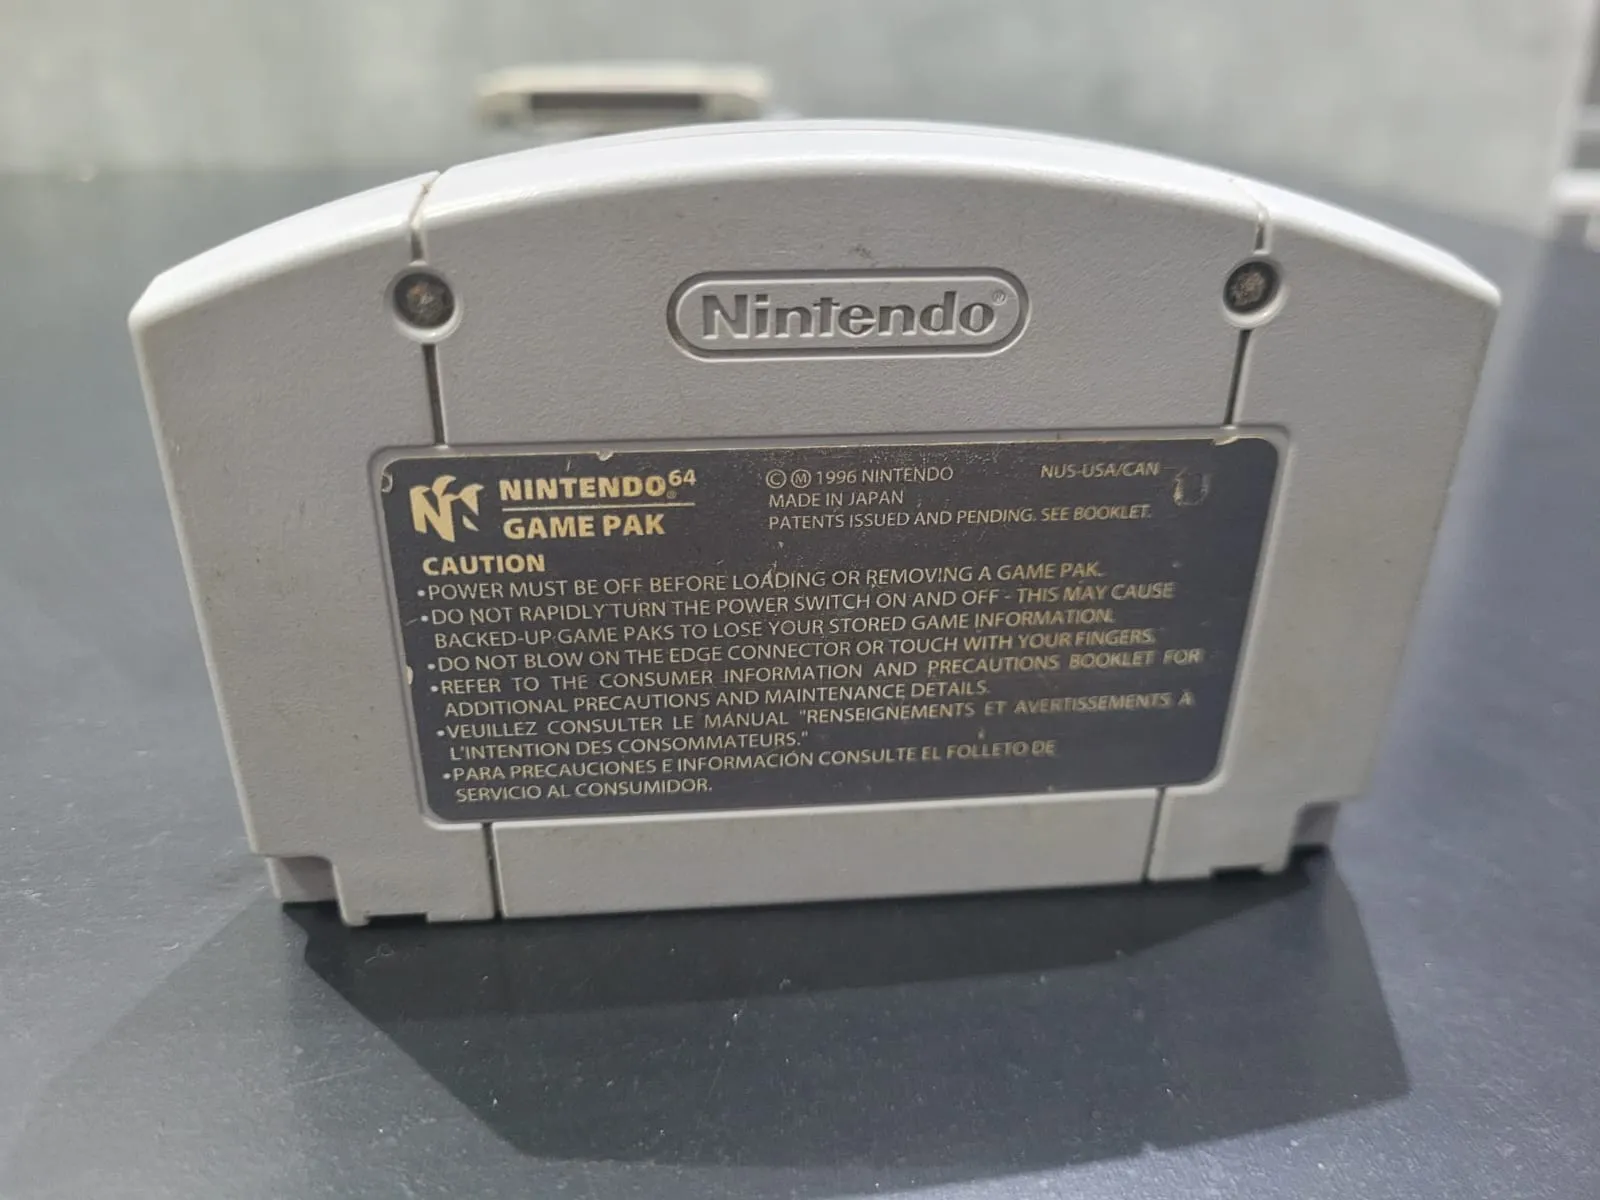 Nintendo®
NINTENDO64®
GAME PAK
© Ⓜ 1996 NINTENDO
MADE IN JAPAN
PATENTS ISSUED AND PENDING. SEE BOOKLET.
NUS-USA/CAN
CAUTION
•POWER MUST BE OFF BEFORE LOADING OR REMOVING A GAME PAK.
•DO NOT RAPIDLY TURN THE POWER SWITCH ON AND OFF - THIS MAY CAUSE
BACKED-UP GAME PAKS TO LOSE YOUR STORED GAME INFORMATION.
•DO NOT BLOW ON THE EDGE CONNECTOR OR TOUCH WITH YOUR FINGERS.
•REFER TO THE CONSUMER INFORMATION AND PRECAUTIONS BOOKLET FOR
ADDITIONAL PRECAUTIONS AND MAINTENANCE DETAILS.
•VEUILLEZ CONSULTER LE MANUAL "RENSEIGNEMENTS ET AVERTISSEMENTS A
L'INTENTION DES CONSOMMATEURS."
•PARA PRECAUCIONES E INFORMACIÓN CONSULTE EL FOLLETO DE
SERVICIO AL CONSUMIDOR.